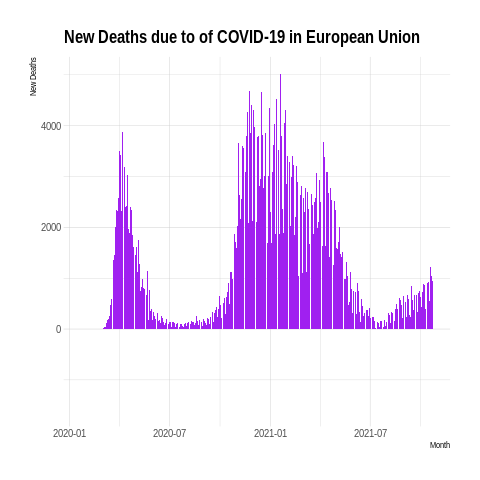 New Deaths due to of COVID-19 in European Union
New Deaths
4000
2000
0
2020-01
2020-07
2021-01
2021-07
Month